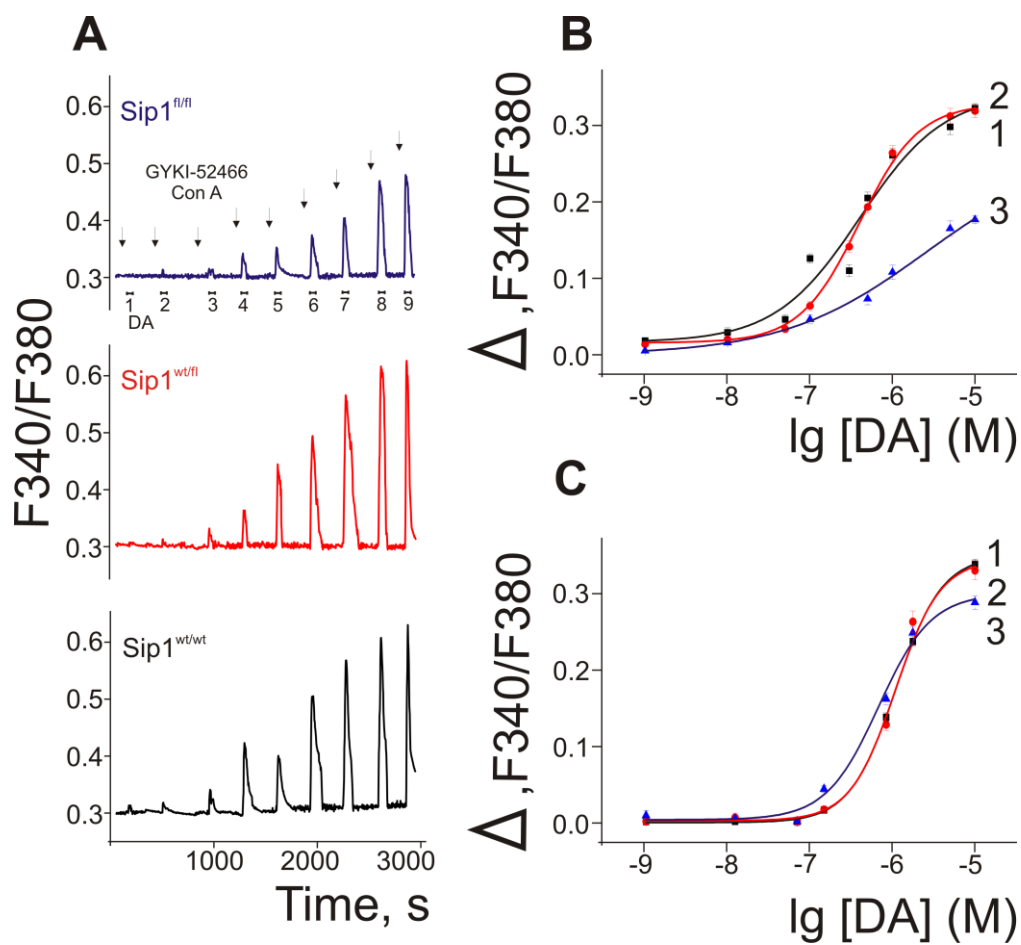 A
F340/F380
0.6
0.5
0.4
0.3
Sip1fl/fl
GYKI-52466
Con A
1 2 3 4 5 6 7 8 9
DA
0.6
0.5
0.4
0.3
Sip1wt/fl
0.6
0.5
0.4
0.3
Sip1wt/wt
1000 2000 3000
Time, s
B
Δ ,F340/F380
0.3
0.2
0.1
0.0
2
1
3
-9 -8 -7 -6 -5
lg [DA] (M)
C
Δ ,F340/F380
0.3
0.2
0.1
0.0
1
2
3
-9 -8 -7 -6 -5
lg [DA] (M)